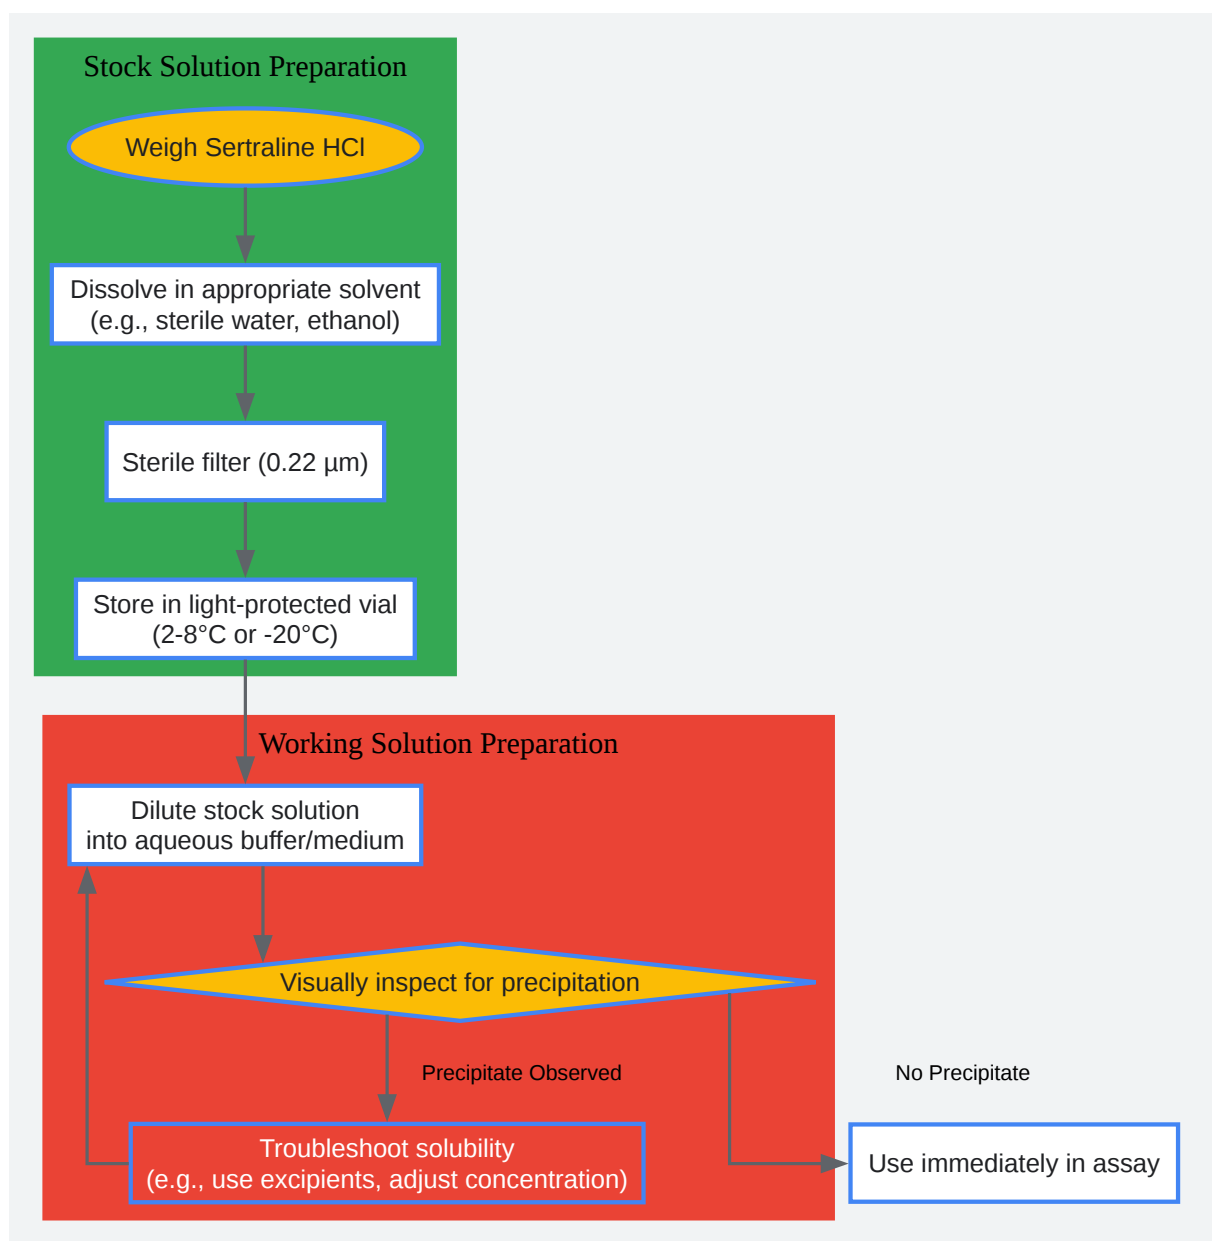 Stock Solution Preparation
Weigh Sertraline HCl
Dissolve in appropriate solvent
(e.g., sterile water, ethanol)
Sterile filter (0.22 µm)
Store in light-protected vial
(2-8°C or -20°C)
Working Solution Preparation
Dilute stock solution
into aqueous buffer/medium
Visually inspect for precipitation
Precipitate Observed
No Precipitate
Troubleshoot solubility
(e.g., use excipients, adjust concentration)
Use immediately in assay